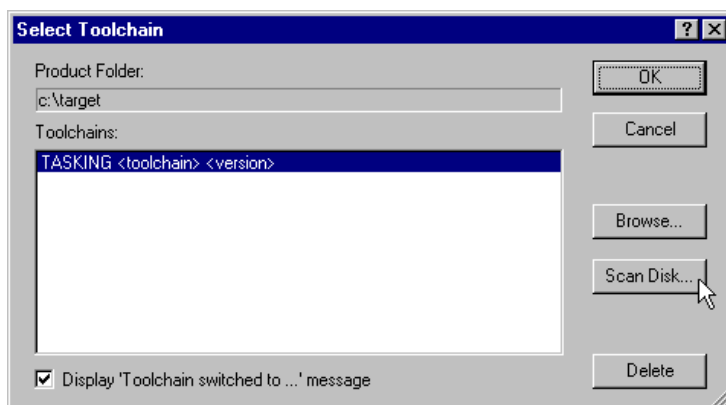 Select Toolchain
Product Folder:
c:\target
Toolchains:
TASKING <toolchain> <version>
Display 'Toolchain switched to ...' message
OK
Cancel
Browse...
Scan Disk...
Delete